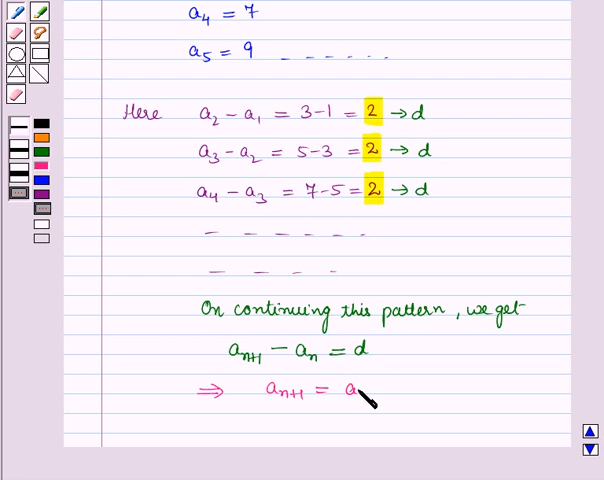 a₄ = 7
a₅ = 9 _ _ _ _ _ _
Here a₂ - a₁ = 3-1 = 2 → d
a₃ - a₂ = 5-3 = 2 → d
a₄ - a₃ = 7-5 = 2 → d
_ _ _ _ _ _
_ _ _ _
On continuing this pattern, we get
aₙ₊₁ - aₙ = d
⇒ aₙ₊₁ = a